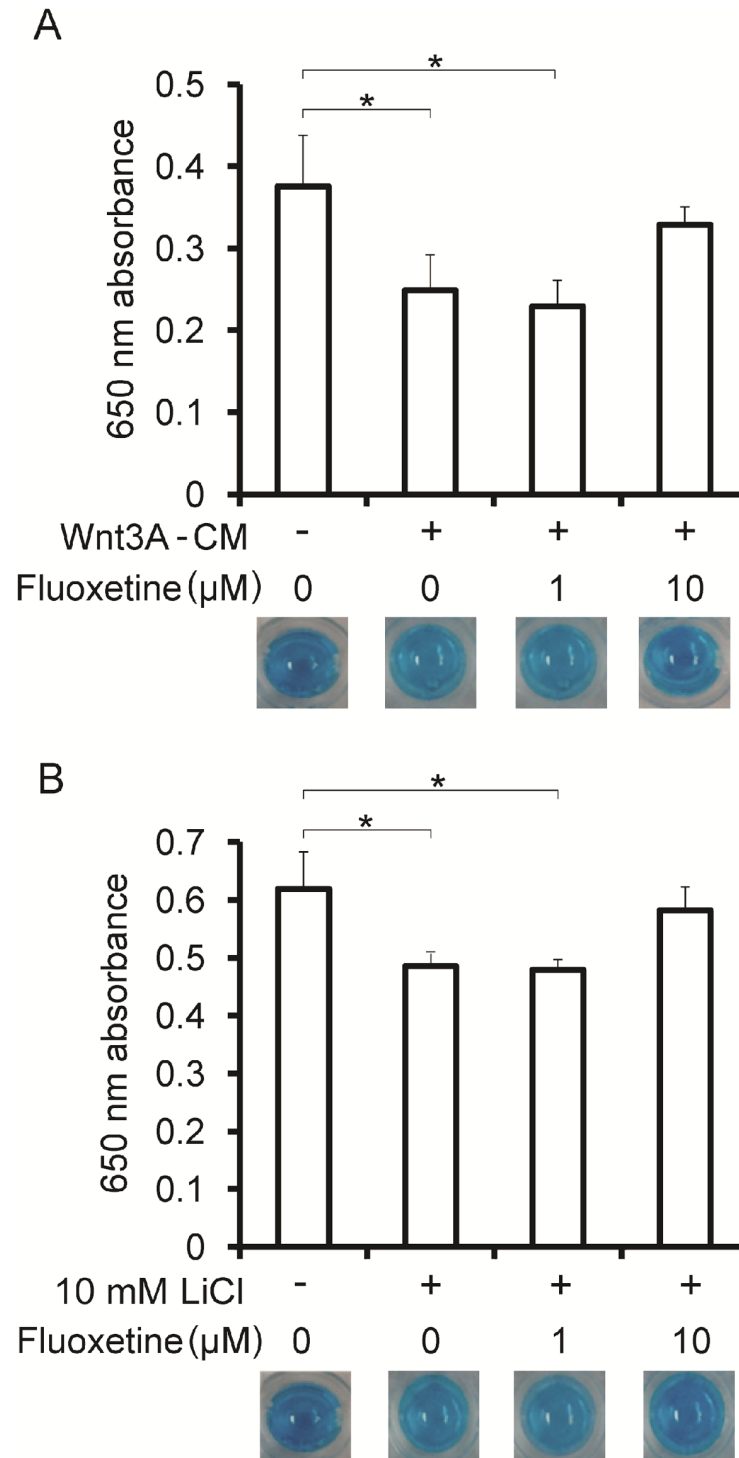 A
*
*
0.5
0.4
0.3
0.2
0.1
0
650 nm absorbance
Wnt3A - CM - + + +
Fluoxetine (μM) 0 0 1 10
B
*
*
0.7
0.6
0.5
0.4
0.3
0.2
0.1
0
650 nm absorbance
10 mM LiCl - + + +
Fluoxetine (μM) 0 0 1 10